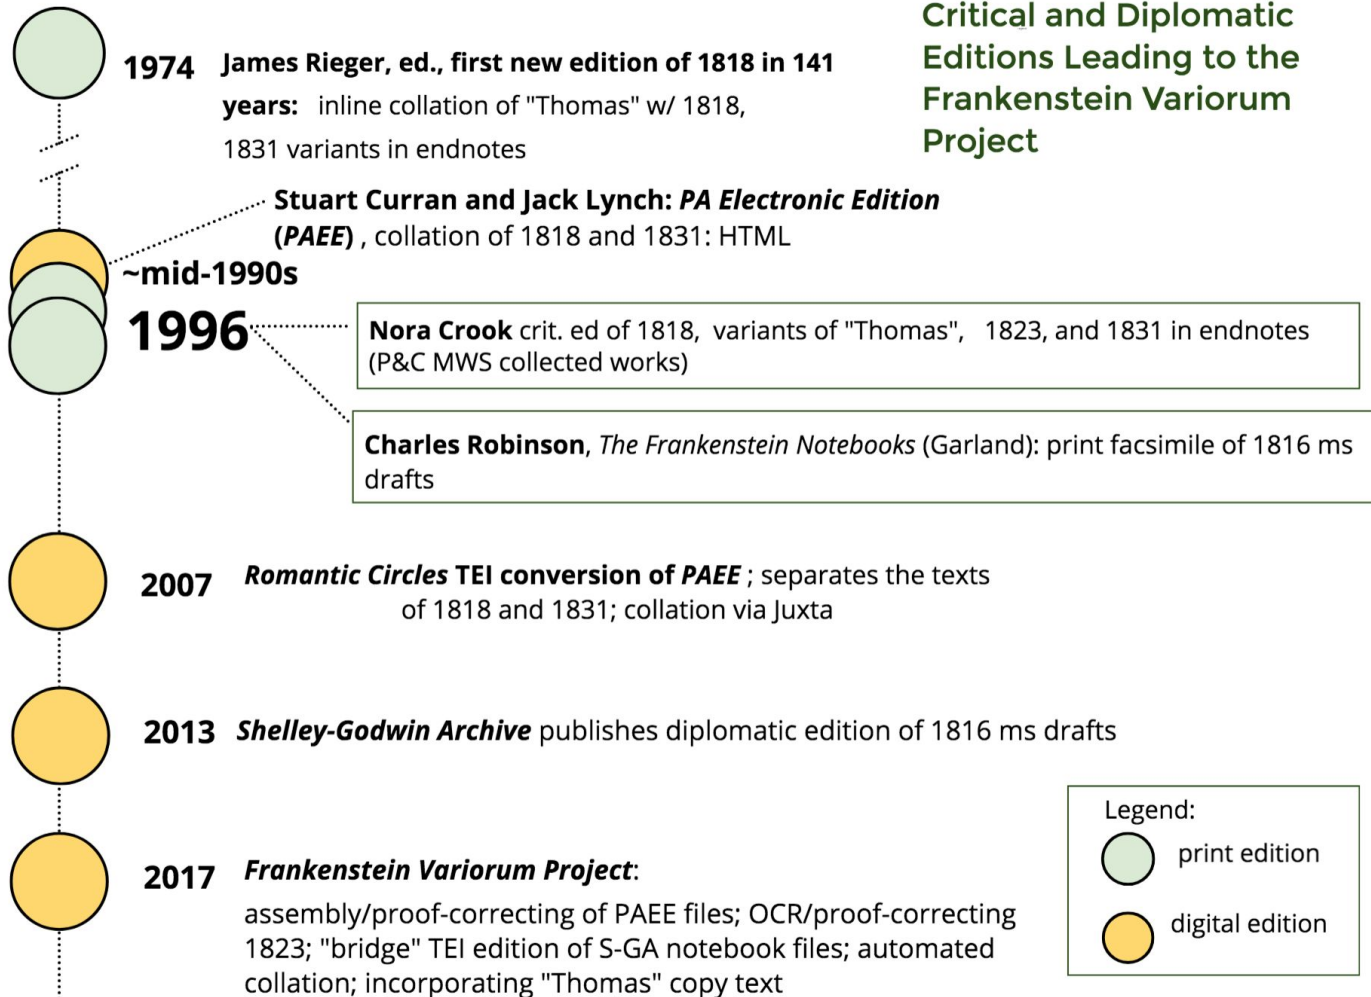 Critical and Diplomatic
Editions Leading to the
Frankenstein Variorum
Project
1974 James Rieger, ed., first new edition of 1818 in 141
years: inline collation of "Thomas" w/ 1818,
1831 variants in endnotes
Stuart Curran and Jack Lynch: PA Electronic Edition
(PAEE) , collation of 1818 and 1831: HTML
~mid-1990s
1996
Nora Crook crit. ed of 1818, variants of "Thomas", 1823, and 1831 in endnotes
(P&C MWS collected works)
Charles Robinson, The Frankenstein Notebooks (Garland): print facsimile of 1816 ms
drafts
2007 Romantic Circles TEI conversion of PAEE ; separates the texts
of 1818 and 1831; collation via Juxta
2013 Shelley-Godwin Archive publishes diplomatic edition of 1816 ms drafts
2017 Frankenstein Variorum Project:
assembly/proof-correcting of PAEE files; OCR/proof-correcting
1823; "bridge" TEI edition of S-GA notebook files; automated
collation; incorporating "Thomas" copy text
Legend:
print edition
digital edition